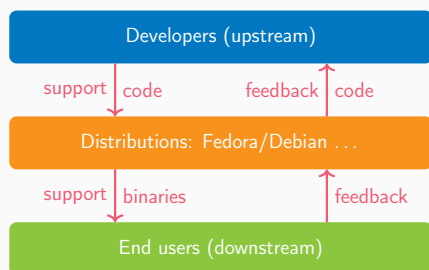 Developers (upstream)
support code feedback code
Distributions: Fedora/Debian ...
support binaries feedback
End users (downstream)